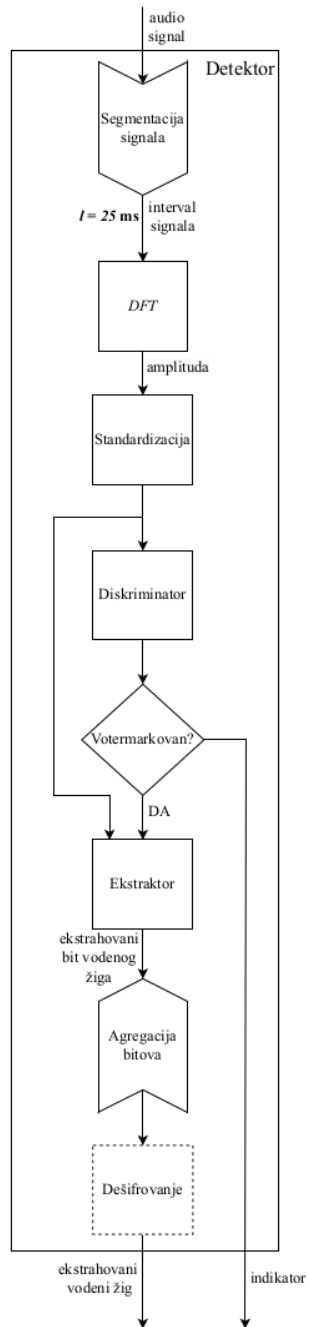 audio
signal
Detektor
Segmentacija
signala
l = 25 ms
interval
signala
DFT
amplituda
Standardizacija
Diskriminator
Votermarkovan?
DA
Ekstraktor
ekstrahovani
bit vodenog
žiga
Agregacija
bitova
Dešifrovanje
ekstrahovani
vodeni žig
indikator